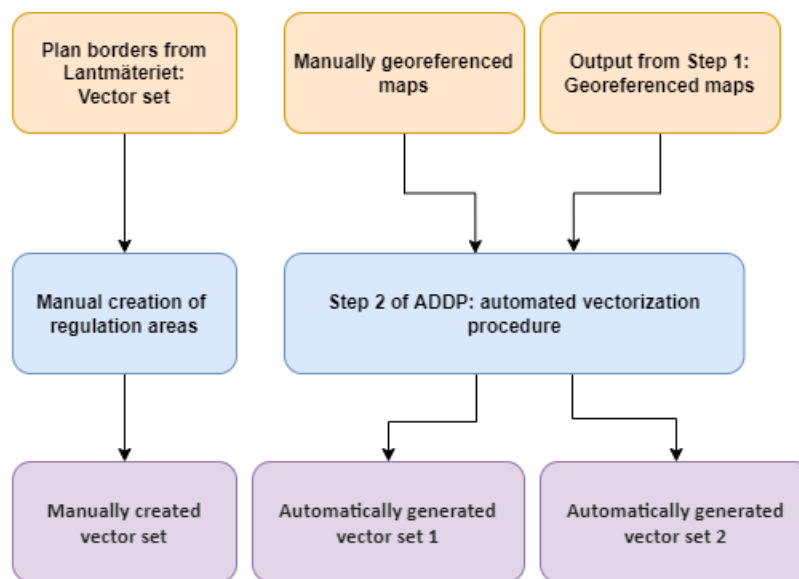 Plan borders from
Lantmäteriet:
Vector set
Manually georeferenced
maps
Output from Step 1:
Georeferenced maps
Manual creation of
regulation areas
Step 2 of ADDP: automated vectorization
procedure
Manually created
vector set
Automatically generated
vector set 1
Automatically generated
vector set 2